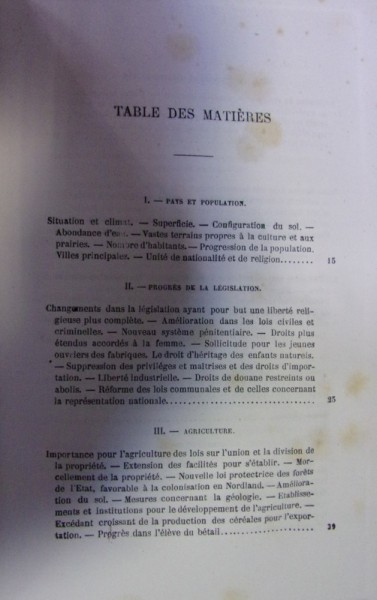 TABLE DES MATIÈRES
I. — PAYS ET POPULATION.
Situation et climat. — Superficie. — Configuration du sol. —
Abondance d'eau. — Vastes terrains propres à la culture et aux
prairies. — Nombre d'habitants. — Progression de la population.
Villes principales. — Unité de nationalité et de religion........ 15
II. — PROGRÈS DE LA LÉGISLATION.
Changements dans la législation ayant pour but une liberté reli-
gieuse plus complète. — Amélioration dans les lois civiles et
criminelles. — Nouveau système pénitentiaire. — Droits plus
étendus accordés à la femme. — Sollicitude pour les jeunes
ouvriers des fabriques. Le droit d'héritage des enfants naturels.
— Suppression des priviléges et maîtrises et des droits d'impor-
tation. — Liberté industrielle. — Droits de douane restreints ou
abolis. — Réforme des lois communales et de celles concernant
la représentation nationale.................................... 25
III. — AGRICULTURE.
Importance pour l'agriculture des lois sur l'union et la division de
la propriété. — Extension des facilités pour s'établir. — Mor-
cellement de la propriété. — Nouvelle loi protectrice des forêts
de l'Etat, favorable à la colonisation en Nordland. — Améliora-
tion du sol. — Mesures concernant la géologie. — Etablisse-
ments et institutions pour le développement de l'agriculture. —
Excédant croissant de la production des céréales pour l'expor-
tation. — Progrès dans l'élève du bétail........................ 39